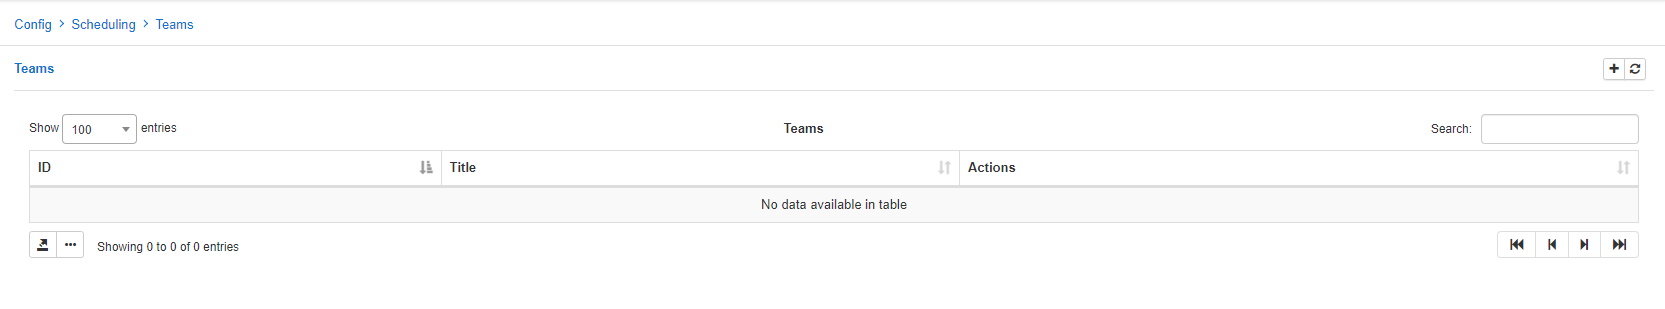 Config > Scheduling > Teams
Teams
Show 100 entries
Teams
Search:
ID Title Actions
No data available in table
Showing 0 to 0 of 0 entries